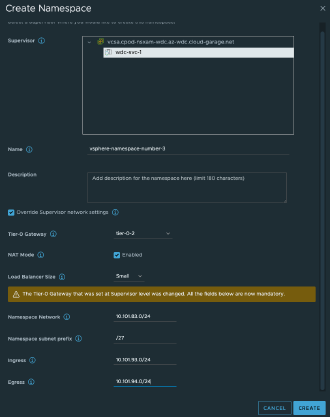 Create Namespace
Supervisor
vcsa.cpod-nsxam-wdc.az-wdc.cloud-garage.net
wdc-svc-1
Name
vsphere-namespace-number-3
Description
Add description for the namespace here (limit 180 characters)
Override Supervisor network settings
Tier-0 Gateway
tier-0-2
NAT Mode
Enabled
Load Balancer Size
Small
The Tier-0 Gateway that was set at Supervisor level was changed. All the fields below are now mandatory.
Namespace Network
10.101.83.0/24
Namespace subnet prefix
/27
Ingress
10.101.93.0/24
Egress
10.101.94.0/24
CANCEL
CREATE